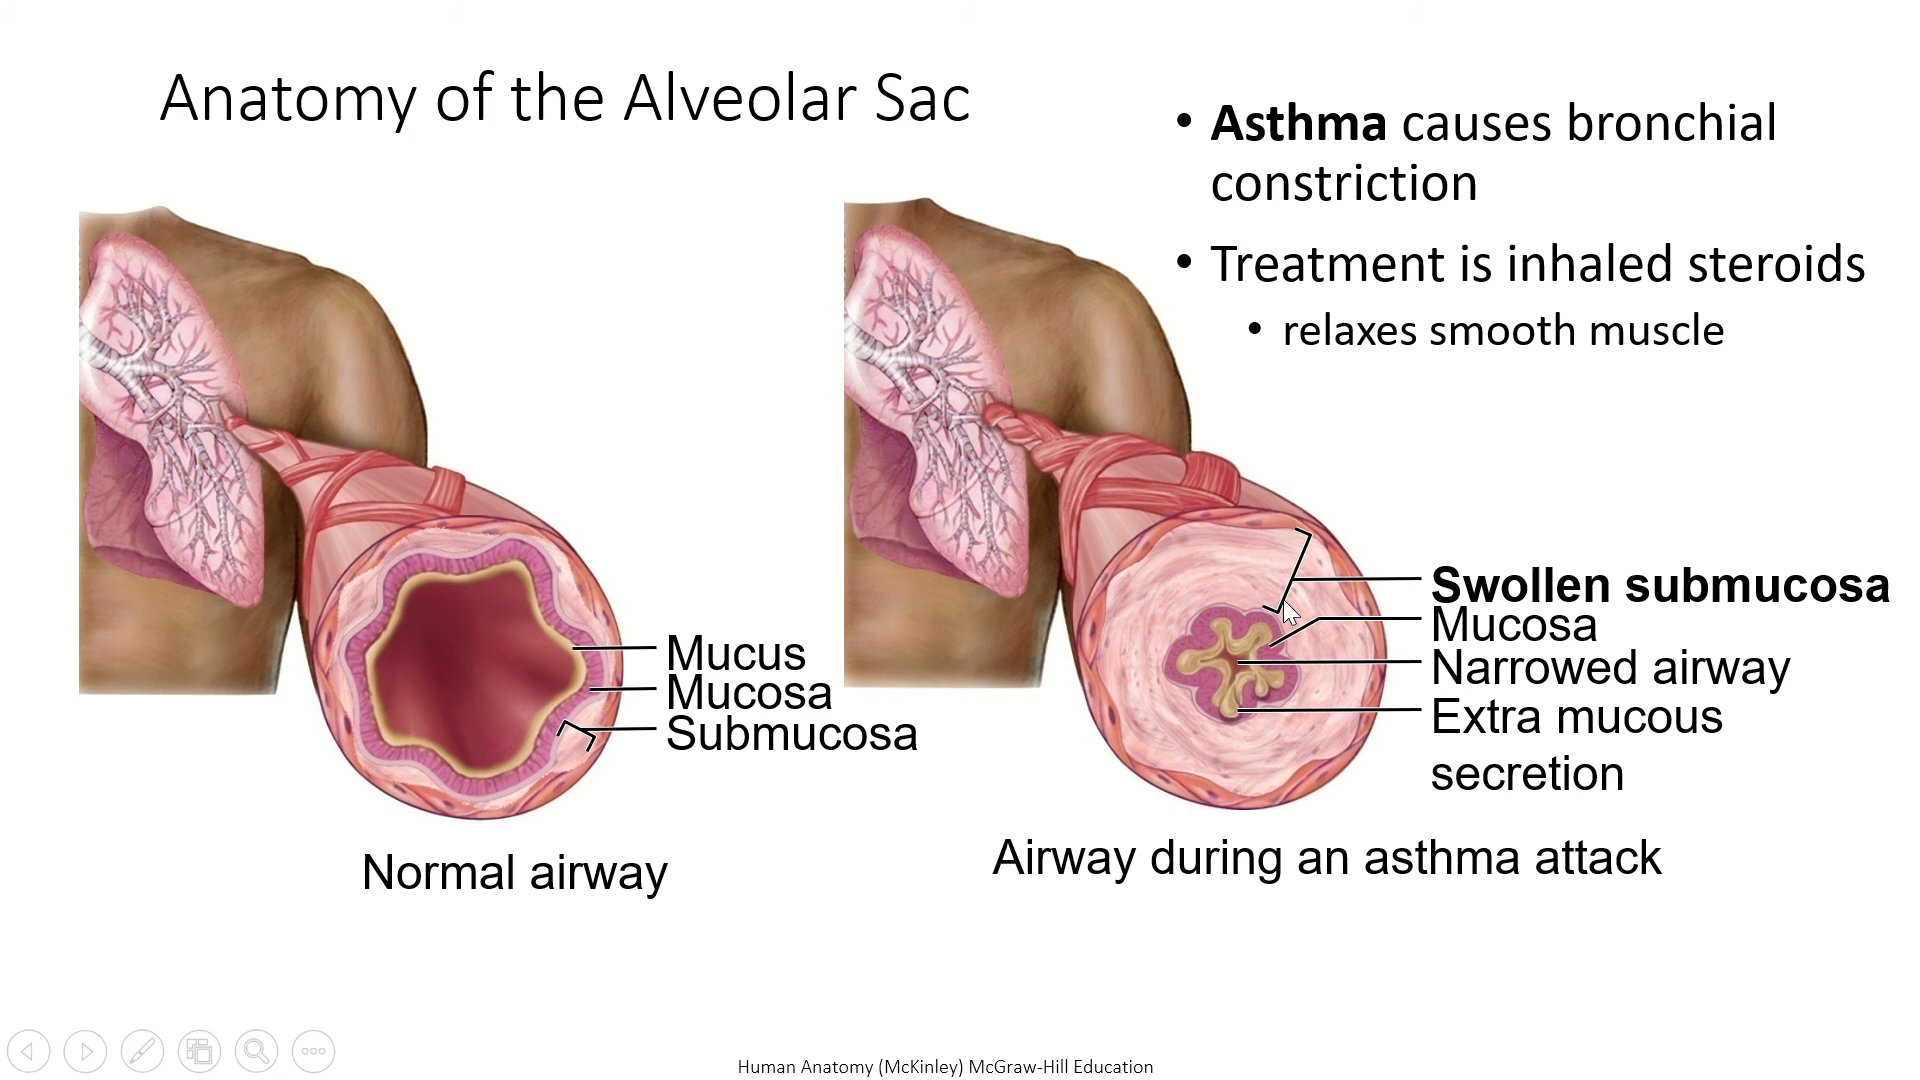 Anatomy of the Alveolar Sac
• Asthma causes bronchial
constriction
• Treatment is inhaled steroids
• relaxes smooth muscle
Mucus
Mucosa
Submucosa
Normal airway
Swollen submucosa
Mucosa
Narrowed airway
Extra mucous
secretion
Airway during an asthma attack
Human Anatomy (McKinley) McGraw-Hill Education